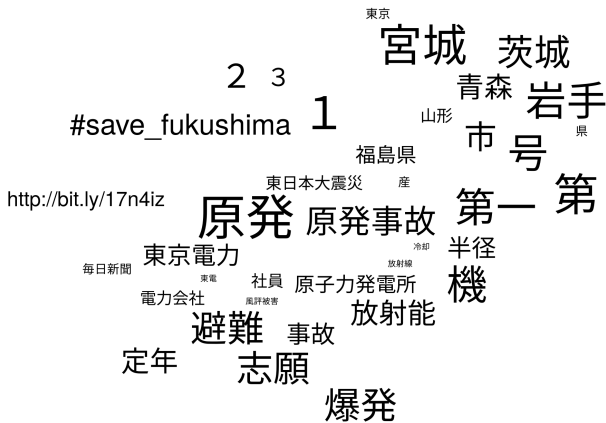 東京
宮城
茨城
2
3
青森
岩手
#save_fukushima
1
山形
市
号
県
福島県
東日本大震災
産
http://bit.ly/17n4iz
原発
原発事故
第一
第
東京電力
冷却
半径
毎日新聞
東電
社員
原子力発電所
放射線
機
電力会社
風評被害
放射能
避難
事故
定年
志願
爆発